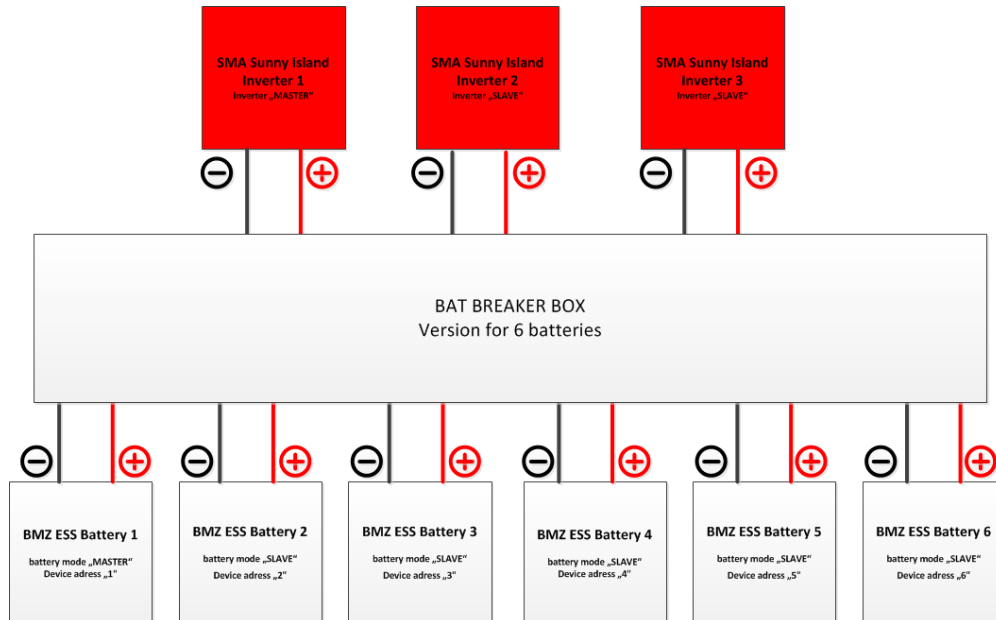 SMA Sunny Island
Inverter 1
Inverter „MASTER“
SMA Sunny Island
Inverter 2
Inverter „SLAVE“
SMA Sunny Island
Inverter 3
Inverter „SLAVE“
BAT BREAKER BOX
Version for 6 batteries
BMZ ESS Battery 1
battery mode „MASTER“
Device adress „1“
BMZ ESS Battery 2
battery mode „SLAVE“
Device adress „2“
BMZ ESS Battery 3
battery mode „SLAVE“
Device adress „3“
BMZ ESS Battery 4
battery mode „SLAVE“
Device adress „4“
BMZ ESS Battery 5
battery mode „SLAVE“
Device adress „5“
BMZ ESS Battery 6
battery mode „SLAVE“
Device adress „6“